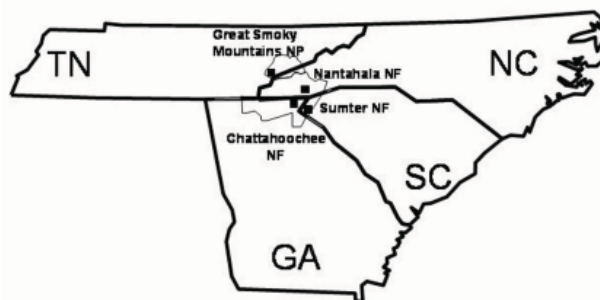 Great Smoky
Mountains NP
TN
NC
Nantahala NF
Sumter NF
Chattahoochee
NF
SC
GA